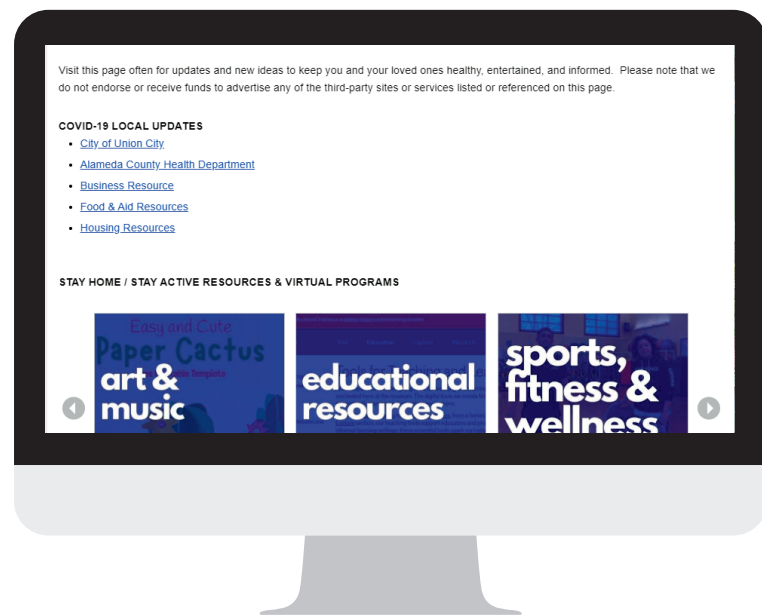 Visit this page often for updates and new ideas to keep you and your loved ones healthy, entertained, and informed.  Please note that we
do not endorse or receive funds to advertise any of the third-party sites or services listed or referenced on this page.
COVID-19 LOCAL UPDATES
• City of Union City
• Alameda County Health Department
• Business Resource
• Food & Aid Resources
• Housing Resources
STAY HOME / STAY ACTIVE RESOURCES & VIRTUAL PROGRAMS
Easy and Cute
Paper Cactus
Template
art &
music
educational
resources
sports,
fitness &
wellness